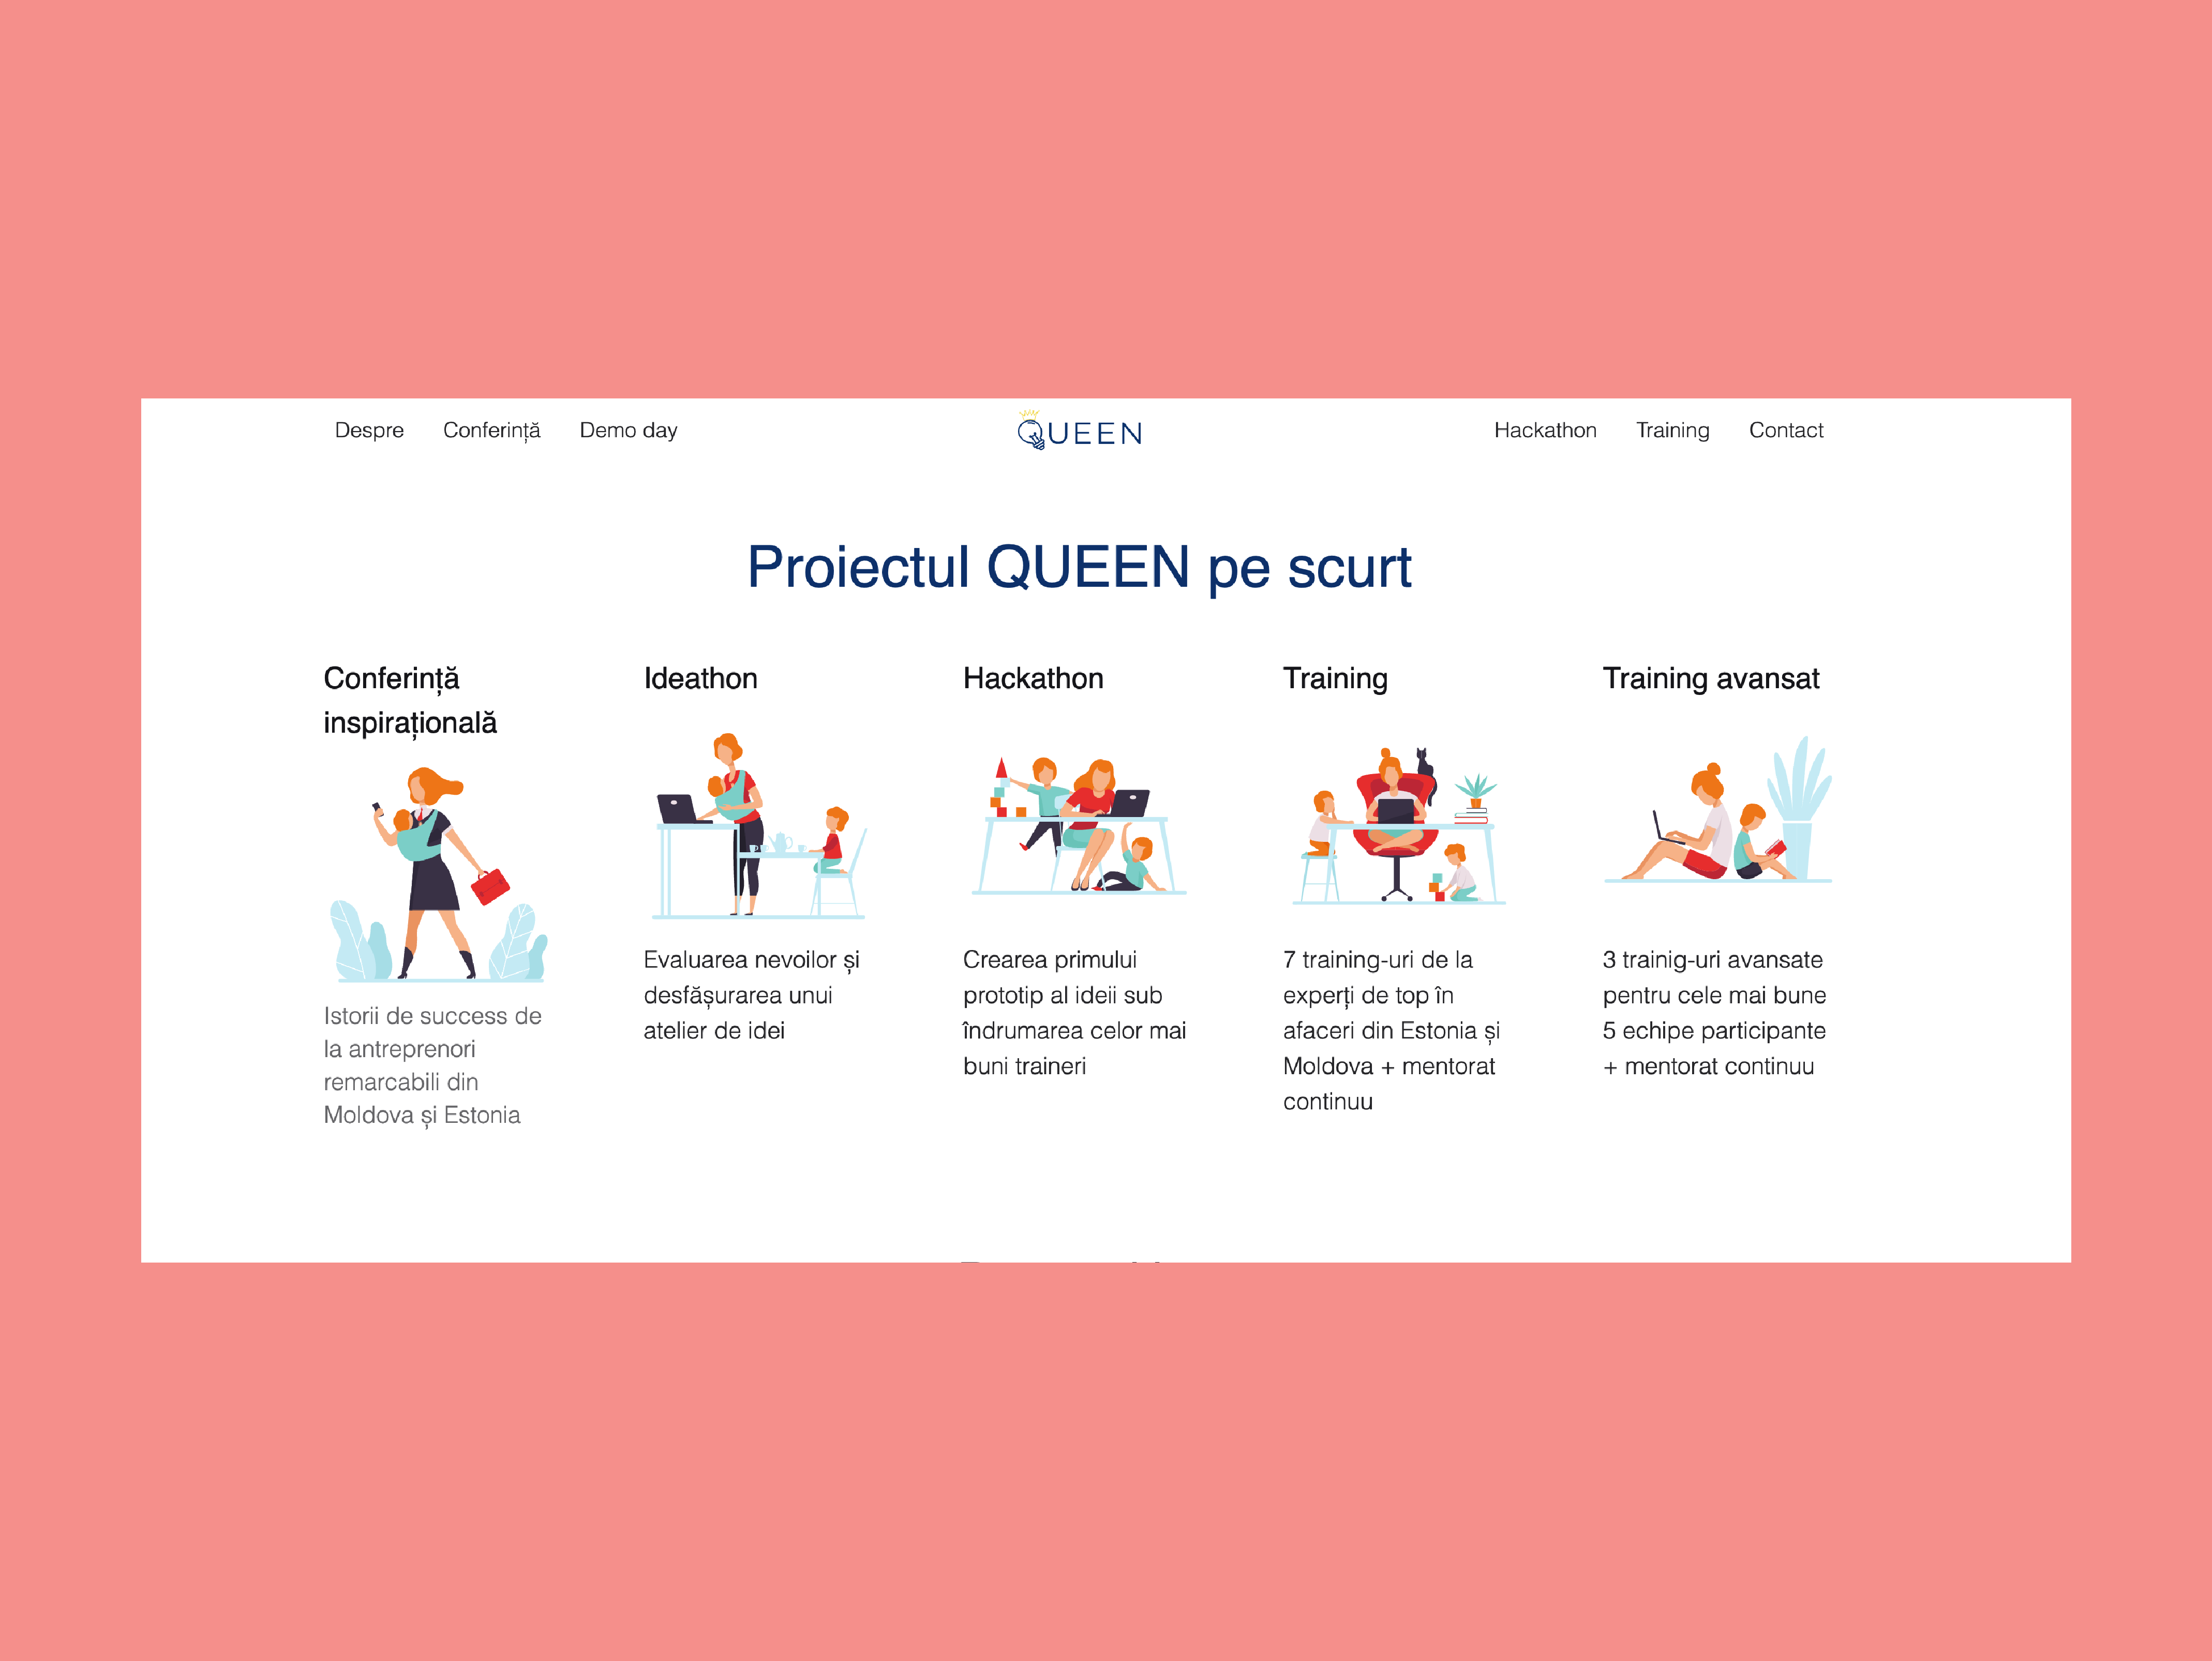 Despre Conferință Demo day QUEEN Hackathon Training Contact
Proiectul QUEEN pe scurt
Conferință
inspirațională
Istorii de success de
la antreprenori
remarcabili din
Moldova și Estonia
Ideathon
Evaluarea nevoilor și
desfășurarea unui
atelier de idei
Hackathon
Crearea primului
prototip al ideii sub
îndrumarea celor mai
buni traineri
Training
7 training-uri de la
experți de top în
afaceri din Estonia și
Moldova + mentorat
continuu
Training avansat
3 trainig-uri avansate
pentru cele mai bune
5 echipe participante
+ mentorat continuu